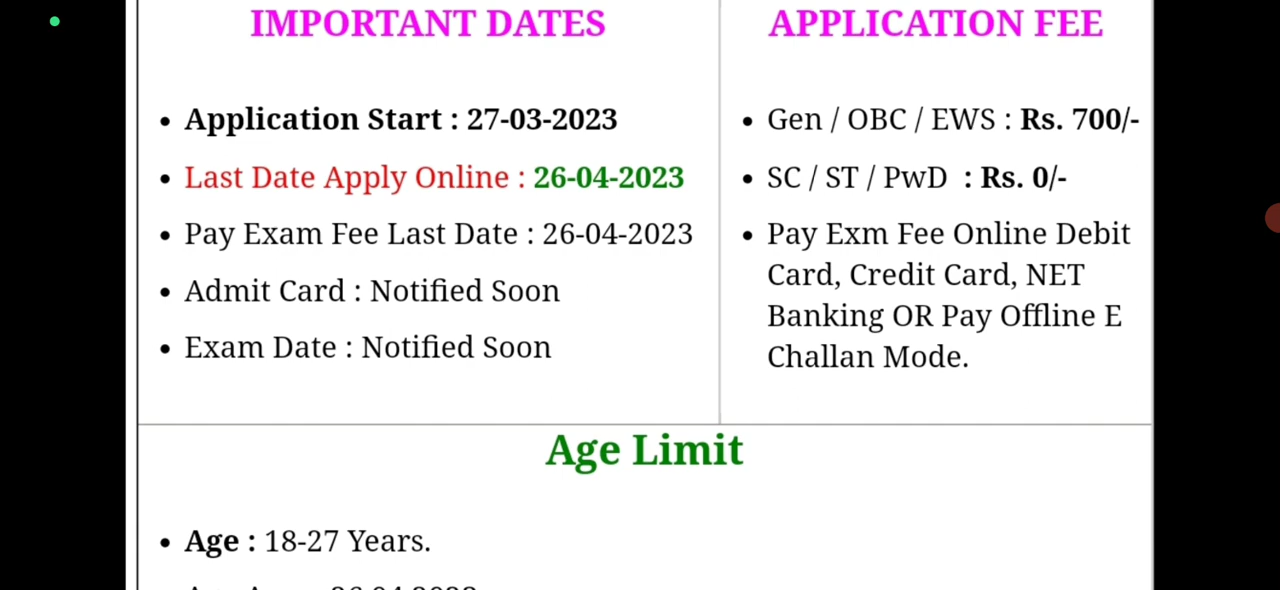 IMPORTANT DATES
Application Start : 27-03-2023
Last Date Apply Online : 26-04-2023
Pay Exam Fee Last Date : 26-04-2023
Admit Card : Notified Soon
Exam Date : Notified Soon
APPLICATION FEE
Gen / OBC / EWS : Rs. 700/-
SC / ST / PwD : Rs. 0/-
Pay Exm Fee Online Debit
Card, Credit Card, NET
Banking OR Pay Offline E
Challan Mode.
Age Limit
Age : 18-27 Years.